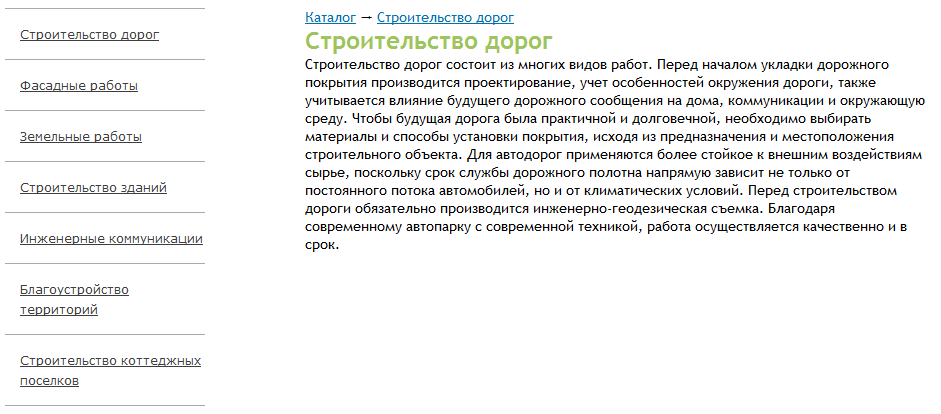 Строительство дорог
Фасадные работы
Земельные работы
Строительство зданий
Инженерные коммуникации
Благоустройство
территорий
Строительство коттеджных
поселков
Каталог → Строительство дорог
Строительство дорог
Строительство дорог состоит из многих видов работ. Перед началом укладки дорожного
покрытия производится проектирование, учет особенностей окружения дороги, также
учитывается влияние будущего дорожного сообщения на дома, коммуникации и окружающую
среду. Чтобы будущая дорога была практичной и долговечной, необходимо выбирать
материалы и способы установки покрытия, исходя из предназначения и местоположения
строительного объекта. Для автодорог применяются более стойкое к внешним воздействиям
сырье, поскольку срок службы дорожного полотна напрямую зависит не только от
постоянного потока автомобилей, но и от климатических условий. Перед строительством
дороги обязательно производится инженерно-геодезическая съемка. Благодаря
современному автопарку с современной техникой, работа осуществляется качественно и в
срок.